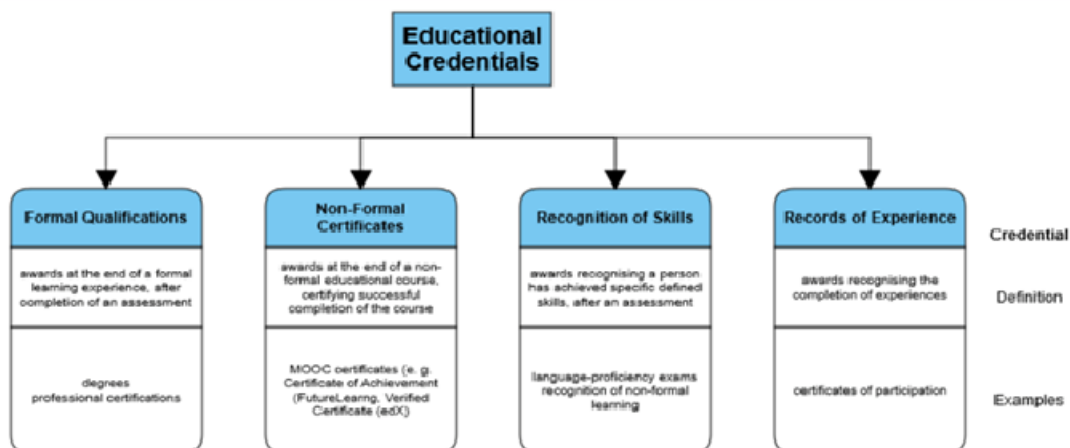 Educational
Credentials
Formal Qualifications
awards at the end of a formal
learning experience, after
completion of an assessment
degrees
professional certifications
Non-Formal
Certificates
awards at the end of a non-
formal educational course,
certifying successful
completion of the course
MOOC certificates (e. g.
Certificate of Achievement
(FutureLearng, Verified
Certificate (edX)
Recognition of Skills
awards recognising a person
has achieved specific defined
skills, after an assessment
language-proficiency exams
recognition of non-formal
learning
Records of Experience
awards recognising the
completion of experiences
certificates of participation
Credential
Definition
Examples